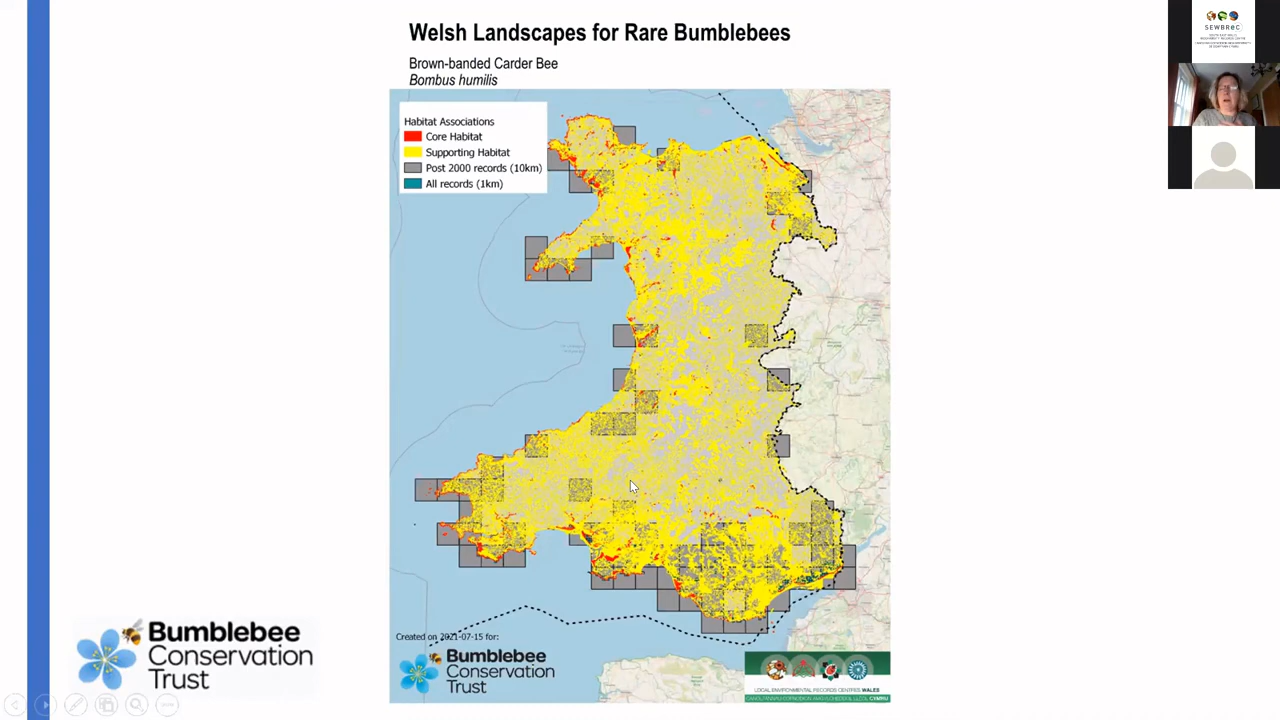 Welsh Landscapes for Rare Bumblebees
Brown-banded Carder Bee
Bombus humilis
Habitat Associations
Core Habitat
Supporting Habitat
Post 2000 records (10km)
All records (1km)
Created on 2021-07-15 for:
Bumblebee
Conservation
Trust
LOCAL ENVIRONMENTAL RECORDS CENTRES WALES
Bumblebee
Conservation
Trust
SEWBReC